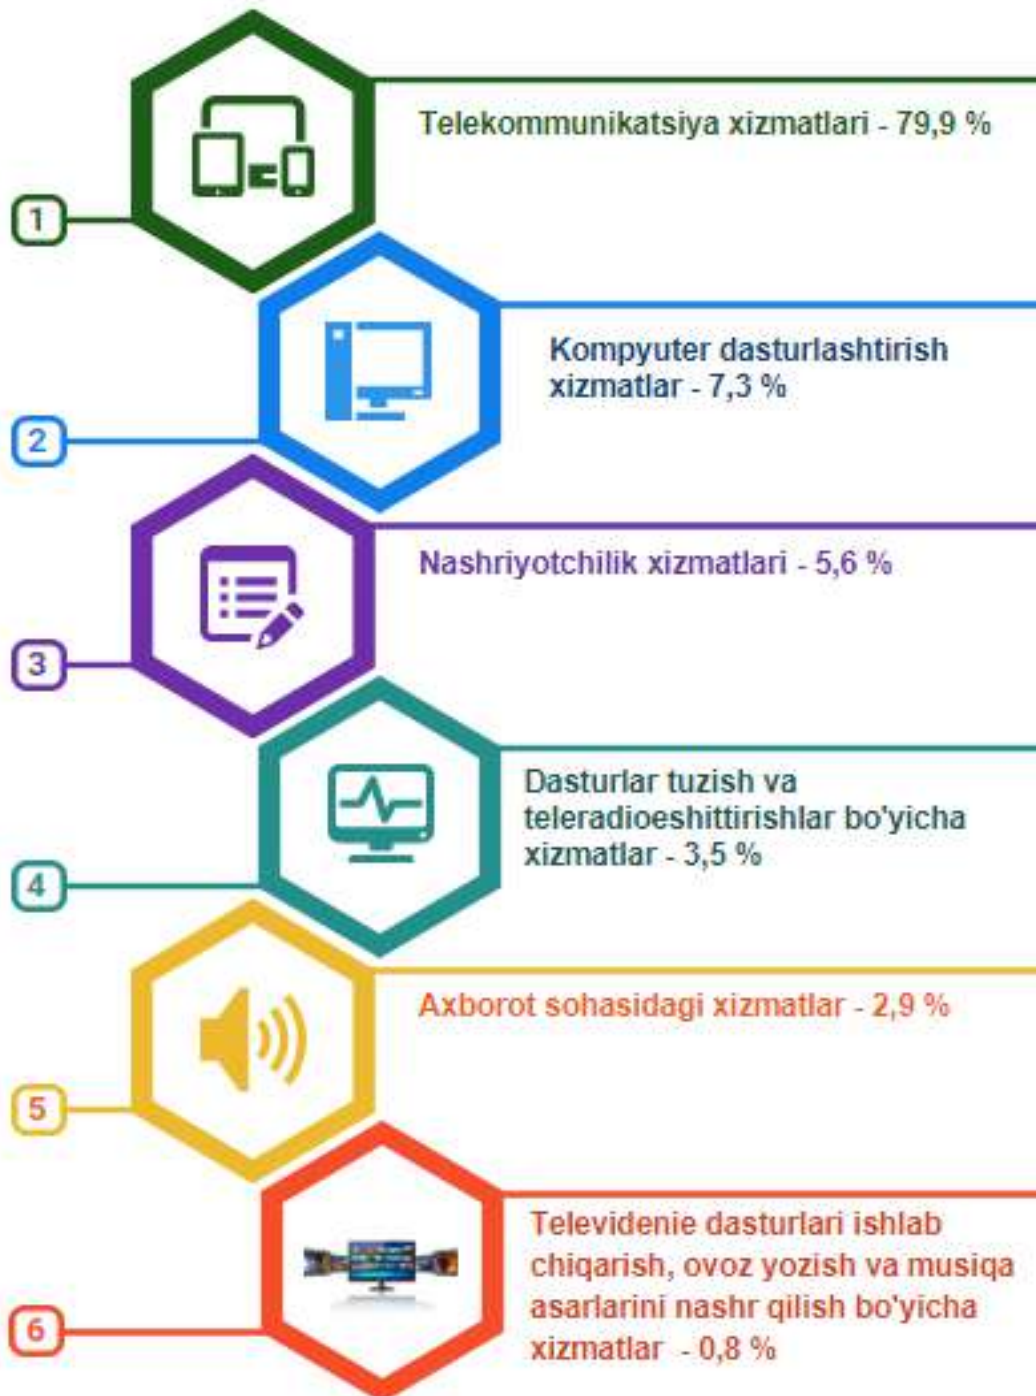 1
Telekommunikatsiya xizmatlari - 79,9 %
2
Kompyuter dasturlashtirish
xizmatlar - 7,3 %
3
Nashriyotchilik xizmatlari - 5,6 %
4
Dasturlar tuzish va
teleradioeshittirishlar bo'yicha
xizmatlar - 3,5 %
5
Axborot sohasidagi xizmatlar - 2,9 %
6
Televidenie dasturlari ishlab
chiqarish, ovoz yozish va musiqa
asarlarini nashr qilish bo'yicha
xizmatlar - 0,8 %